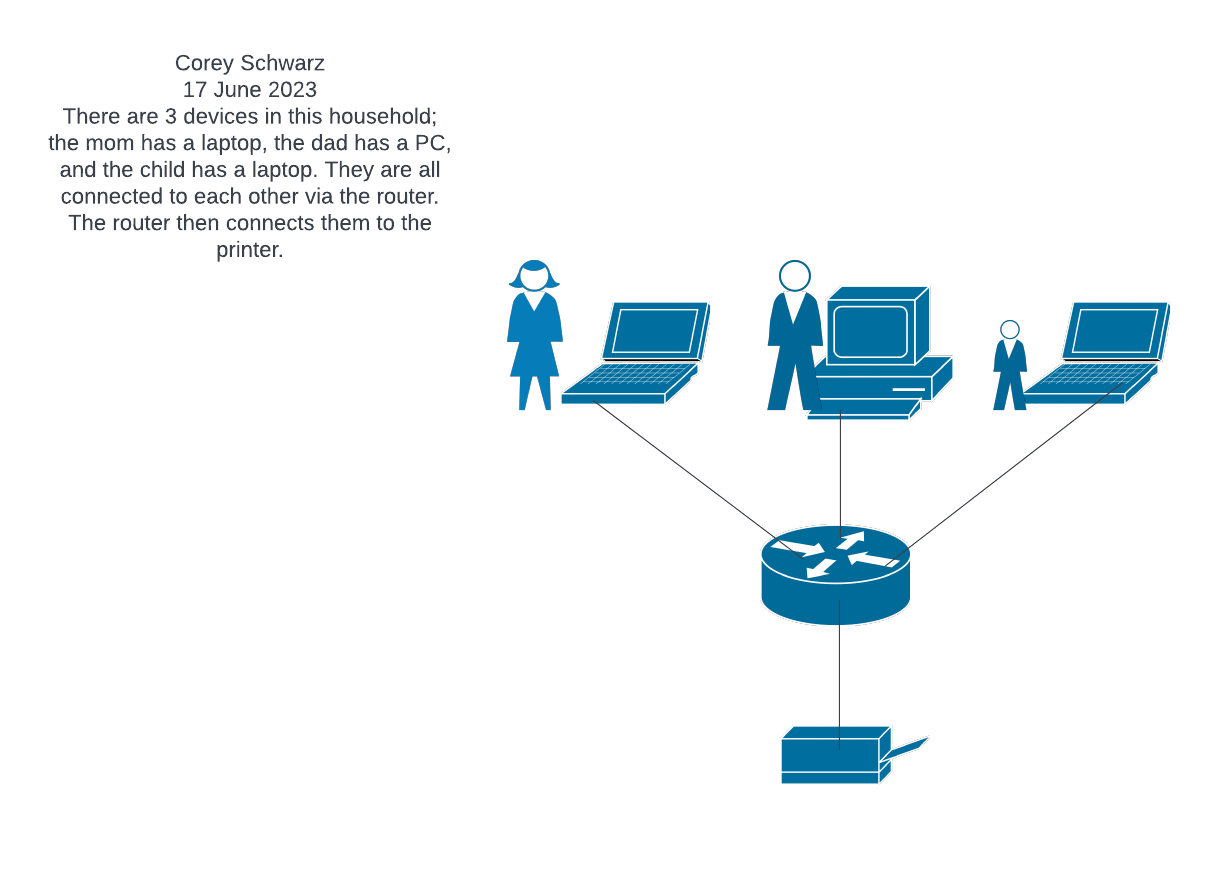 Corey Schwarz
17 June 2023
There are 3 devices in this household;
the mom has a laptop, the dad has a PC,
and the child has a laptop. They are all
connected to each other via the router.
The router then connects them to the
printer.